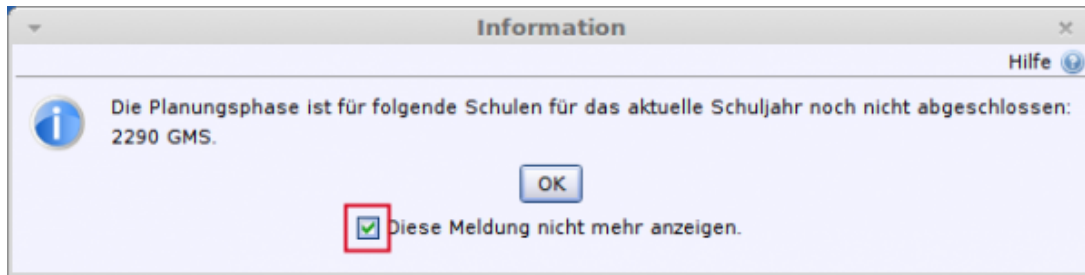 Information
Hilfe
Die Planungsphase ist für folgende Schulen für das aktuelle Schuljahr noch nicht abgeschlossen:
2290 GMS.
OK
Diese Meldung nicht mehr anzeigen.